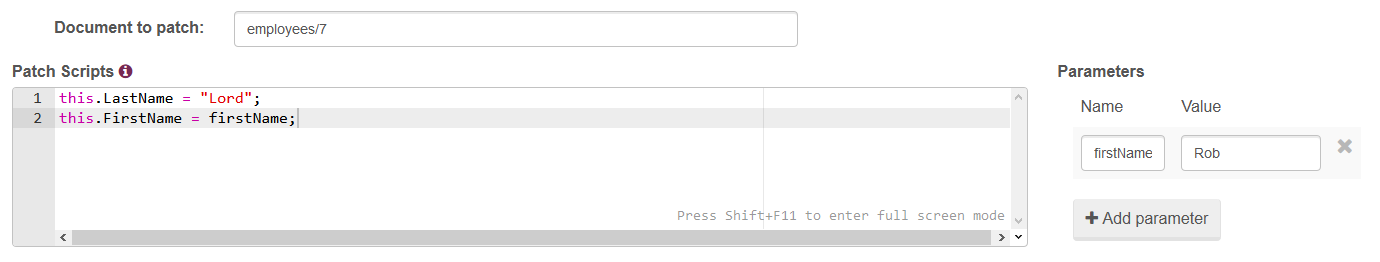 Document to patch: employees/7
Patch Scripts
1 this.LastName = "Lord";
2 this.FirstName = firstName;
Press Shift+F11 to enter full screen mode
Parameters
Name Value
firstName Rob
Add parameter